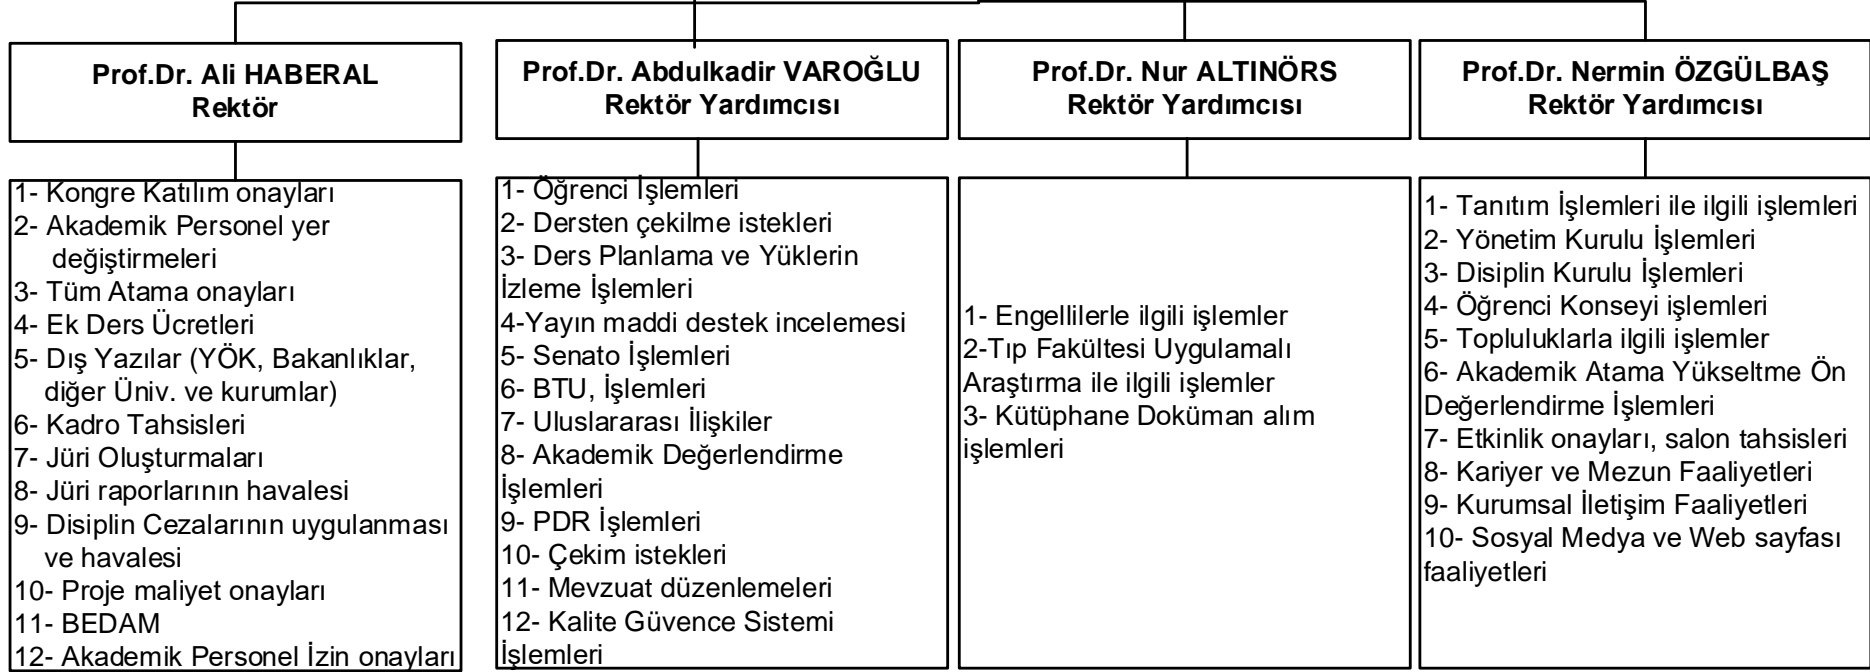 Prof.Dr. Ali HABERAL
Rektör
1- Kongre Katılım onayları
2- Akademik Personel yer
değiştirmeleri
3- Tüm Atama onayları
4- Ek Ders Ücretleri
5- Dış Yazılar (YÖK, Bakanlıklar,
diğer Üniv. ve kurumlar)
6- Kadro Tahsisleri
7- Jüri Oluşturmaları
8- Jüri raporlarının havalesi
9- Disiplin Cezalarının uygulanması
ve havalesi
10- Proje maliyet onayları
11- BEDAM
12- Akademik Personel İzin onayları
Prof.Dr. Abdulkadir VAROĞLU
Rektör Yardımcısı
1- Öğrenci İşlemleri
2- Dersten çekilme istekleri
3- Ders Planlama ve Yüklerin
İzleme İşlemleri
4-Yayın maddi destek incelemesi
5- Senato İşlemleri
6- BTU, İşlemleri
7- Uluslararası İlişkiler
8- Akademik Değerlendirme
İşlemleri
9- PDR İşlemleri
10- Çekim istekleri
11- Mevzuat düzenlemeleri
12- Kalite Güvence Sistemi
İşlemleri
Prof.Dr. Nur ALTINÖRS
Rektör Yardımcısı
1- Engellilerle ilgili işlemler
2-Tıp Fakültesi Uygulamalı
Araştırma ile ilgili işlemler
3- Kütüphane Doküman alım
işlemleri
Prof.Dr. Nermin ÖZGÜLBAŞ
Rektör Yardımcısı
1- Tanıtım İşlemleri ile ilgili işlemleri
2- Yönetim Kurulu İşlemleri
3- Disiplin Kurulu İşlemleri
4- Öğrenci Konseyi işlemleri
5- Topluluklarla ilgili işlemler
6- Akademik Atama Yükseltme Ön
Değerlendirme İşlemleri
7- Etkinlik onayları, salon tahsisleri
8- Kariyer ve Mezun Faaliyetleri
9- Kurumsal İletişim Faaliyetleri
10- Sosyal Medya ve Web sayfası
faaliyetleri